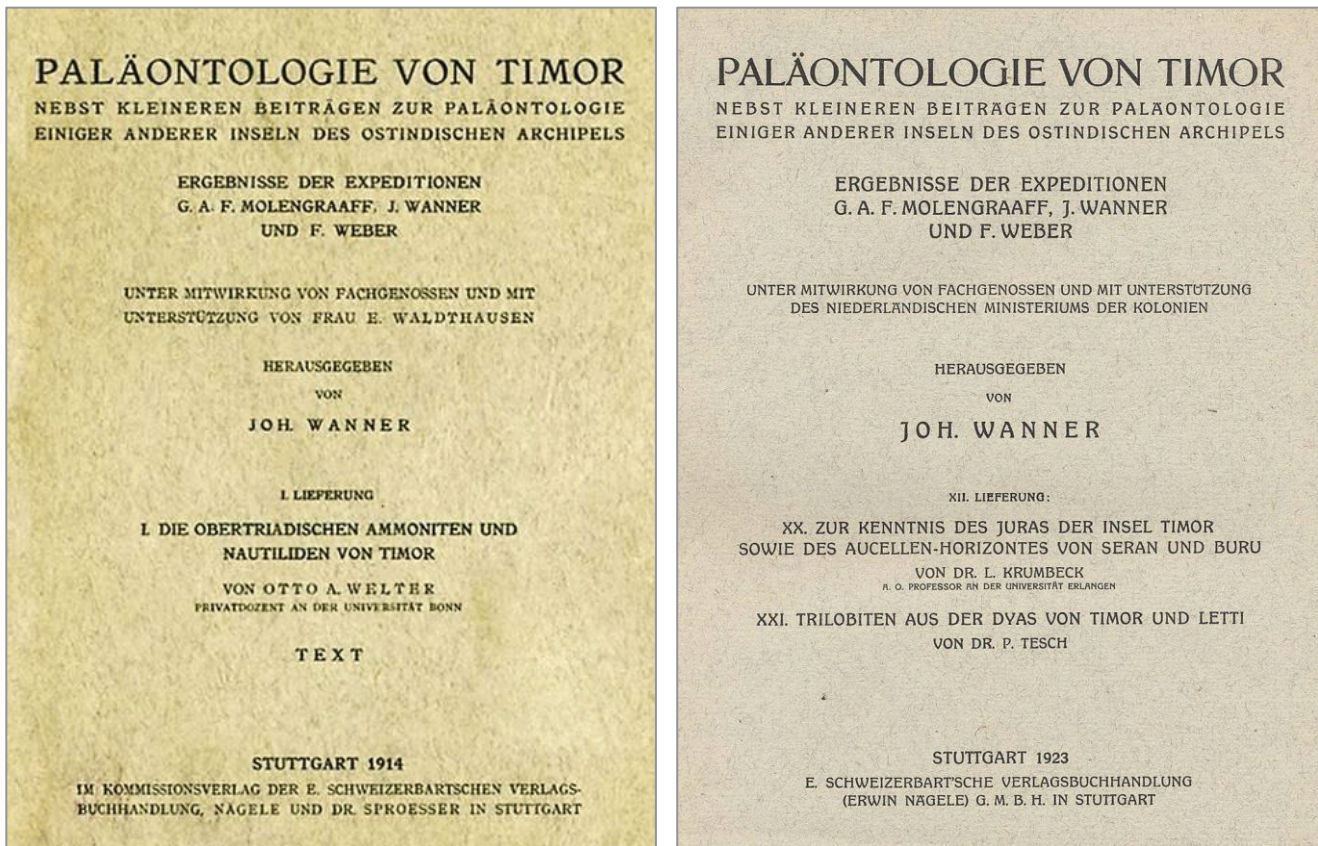 PALÄONTOLOGIE VON TIMOR
NEBST KLEINEREN BEITRÄGEN ZUR PALÄONTOLOGIE
EINIGER ANDERER INSELN DES OSTINDISCHEN ARCHIPELS
ERGEBNISSE DER EXPEDITIONEN
G. A. F. MOLENGRAAFF, J. WANNER
UND F. WEBER
UNTER MITWIRKUNG VON FACHGENOSSEN UND MIT
UNTERSTÜTZUNG VON FRAU E. WALDTHAUSEN
HERAUSGEGEBEN
VON
JOH. WANNER
I. LIEFERUNG
I. DIE OBERTRIADISCHEN AMMONITEN UND
NAUTILIDEN VON TIMOR
VON OTTO A. WELTER
PRIVATDOZENT AN DER UNIVERSITÄT BONN
TEXT
STUTTGART 1914
IM KOMMISSIONSVERLAG DER E. SCHWEIZERBARTSCHEN VERLAGS-
BUCHHANDLUNG, NÄGELE UND DR. SPROESSER IN STUTTGART
PALÄONTOLOGIE VON TIMOR
NEBST KLEINEREN BEITRÄGEN ZUR PALÄONTOLOGIE
EINIGER ANDERER INSELN DES OSTINDISCHEN ARCHIPELS
ERGEBNISSE DER EXPEDITIONEN
G. A. F. MOLENGRAAFF, J. WANNER
UND F. WEBER
UNTER MITWIRKUNG VON FACHGENOSSEN UND MIT UNTERSTÜTZUNG
DES NIEDERLÄNDISCHEN MINISTERIUMS DER KOLONIEN
HERAUSGEGEBEN
VON
JOH. WANNER
XII. LIEFERUNG:
XX. ZUR KENNTNIS DES JURAS DER INSEL TIMOR
SOWIE DES AUCELLEN-HORIZONTES VON SERAN UND BURU
VON DR. L. KRUMBECK
A. O. PROFESSOR AN DER UNIVERSITÄT ERLANGEN
XXI. TRILOBITEN AUS DER DYAS VON TIMOR UND LETTI
VON DR. P. TESCH
STUTTGART 1923
E. SCHWEIZERBART'SCHE VERLAGSBUCHHANDLUNG
(ERWIN NÄGELE) G. M. B. H. IN STUTTGART